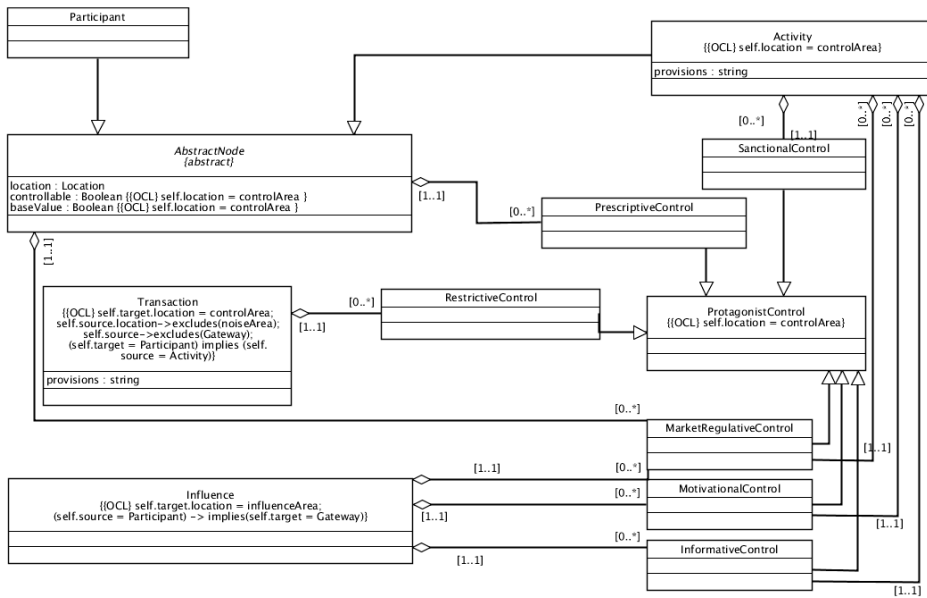 Participant
Activity
{{OCL} self.location = controlArea}
provisions : string
[0..*]
[0..*]
[0..*]
[0..*]
[1..1]
SanctionalControl
AbstractNode
{abstract}
location : Location
controllable : Boolean {{OCL} self.location = controlArea }
baseValue : Boolean {{OCL} self.location = controlArea }
[1..1]
[0..*]
PrescriptiveControl
[1..1]
Transaction
{{OCL} self.target.location = controlArea;
self.source.location->excludes(noiseArea);
self.source->excludes(Gateway);
(self.target = Participant) implies (self.
source = Activity)}
provisions : string
[1..1]
[0..*]
RestrictiveControl
ProtagonistControl
{{OCL} self.location = controlArea}
[0..*]
MarketRegulativeControl
[1..1]
[1..1]
[0..*]
Influence
{{OCL} self.target.location = influenceArea;
(self.source = Participant) -> implies(self.target = Gateway)}
[1..1]
[0..*]
MotivationalControl
[1..1]
[1..1]
[0..*]
InformativeControl
[1..1]